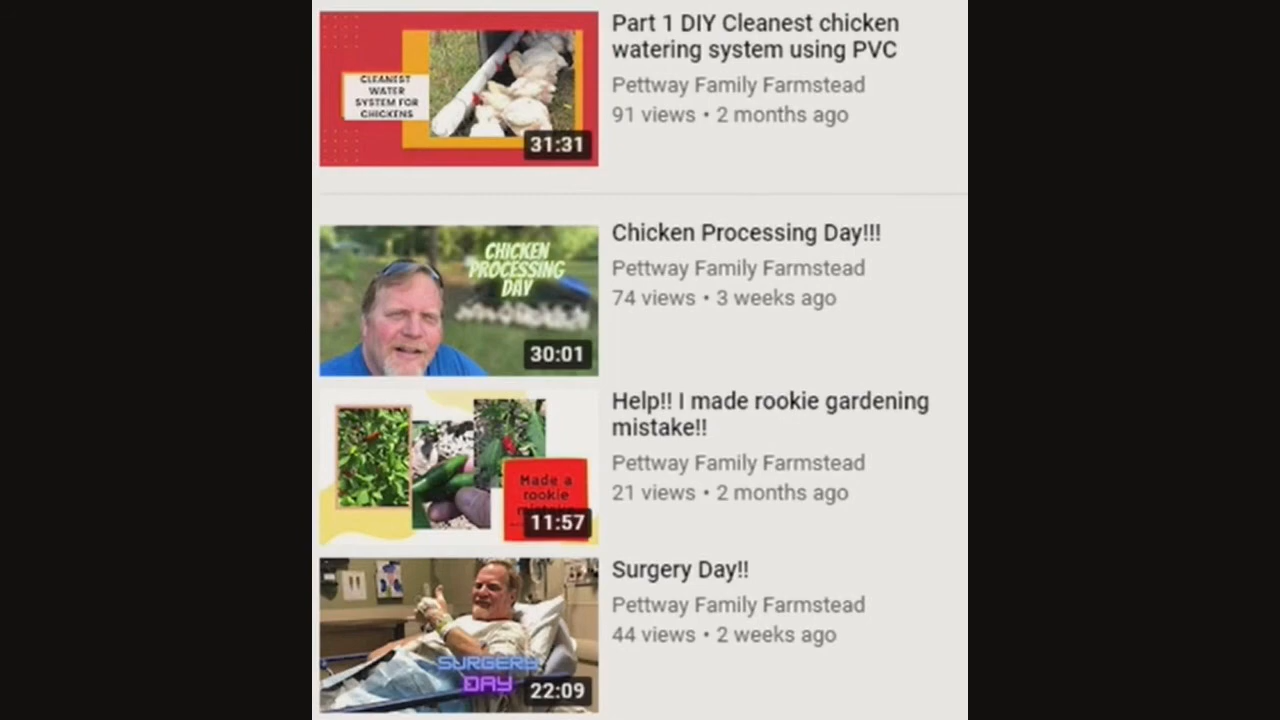 CLEANEST
WATER
SYSTEM FOR
CHICKENS
31:31
Part 1 DIY Cleanest chicken
watering system using PVC
Pettway Family Farmstead
91 views • 2 months ago
CHICKEN
PROCESSING
DAY
30:01
Chicken Processing Day!!!
Pettway Family Farmstead
74 views • 3 weeks ago
Made a
rookie
11:57
Help!! I made rookie gardening
mistake!!
Pettway Family Farmstead
21 views • 2 months ago
SURGERY
DAY
22:09
Surgery Day!!
Pettway Family Farmstead
44 views • 2 weeks ago